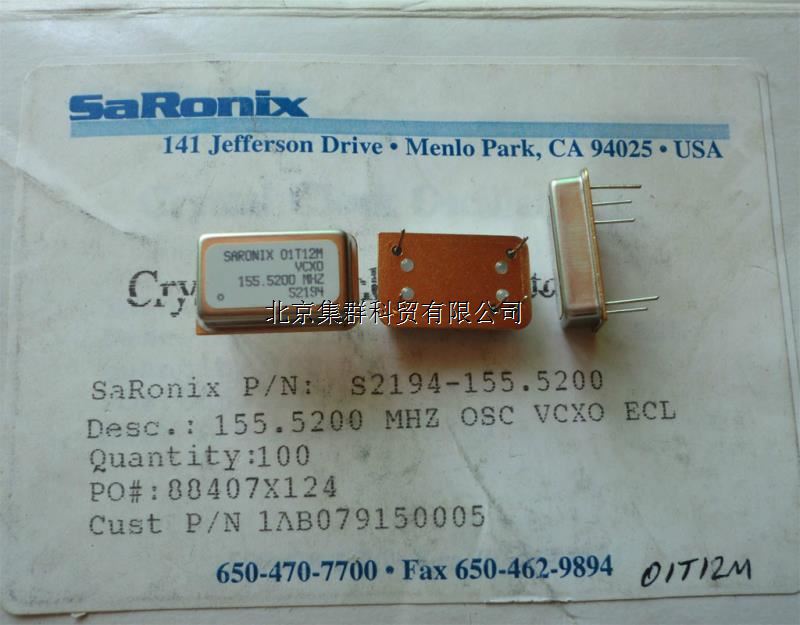 SaRonix
141 Jefferson Drive • Menlo Park, CA 94025 • USA
SARONIX 01T12M
VCXO
155.5200 MHZ
S2194
北京集群科贸有限公司
SaRonix P/N: S2194-155.5200
Desc.: 155.5200 MHZ OSC VCXO ECL
Quantity:100
PO#:88407X124
Cust P/N 1AB079150005
650-470-7700 • Fax 650-462-9894
01T12M